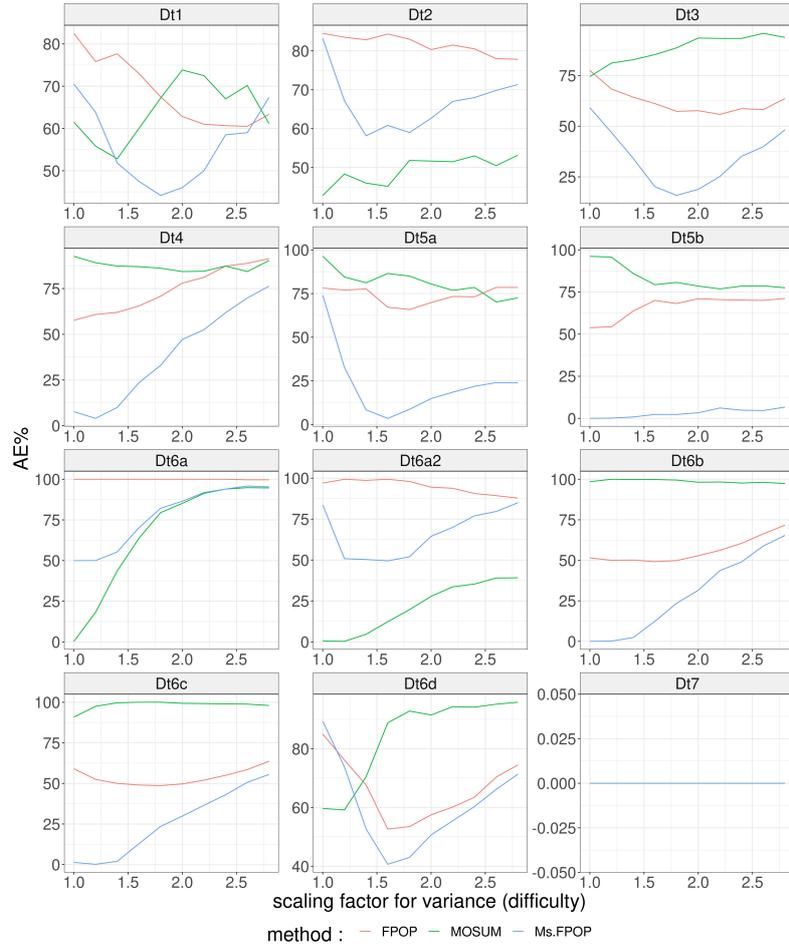 Dt1
Dt2
Dt3
80
70
60
50
80
70
60
50
75
50
25
1.0 1.5 2.0 2.5
1.0 1.5 2.0 2.5
1.0 1.5 2.0 2.5
Dt4
Dt5a
Dt5b
75
50
25
0
100
75
50
25
0
100
75
50
25
0
1.0 1.5 2.0 2.5
1.0 1.5 2.0 2.5
1.0 1.5 2.0 2.5
AE%
Dt6a
Dt6a2
Dt6b
100
75
50
25
0
100
75
50
25
0
100
75
50
25
0
1.0 1.5 2.0 2.5
1.0 1.5 2.0 2.5
1.0 1.5 2.0 2.5
Dt6c
Dt6d
Dt7
100
75
50
25
0
80
60
40
0.050
0.025
0.000
-0.025
-0.050
1.0 1.5 2.0 2.5
1.0 1.5 2.0 2.5
1.0 1.5 2.0 2.5
scaling factor for variance (difficulty)
method : FPOP MOSUM Ms.FPOP